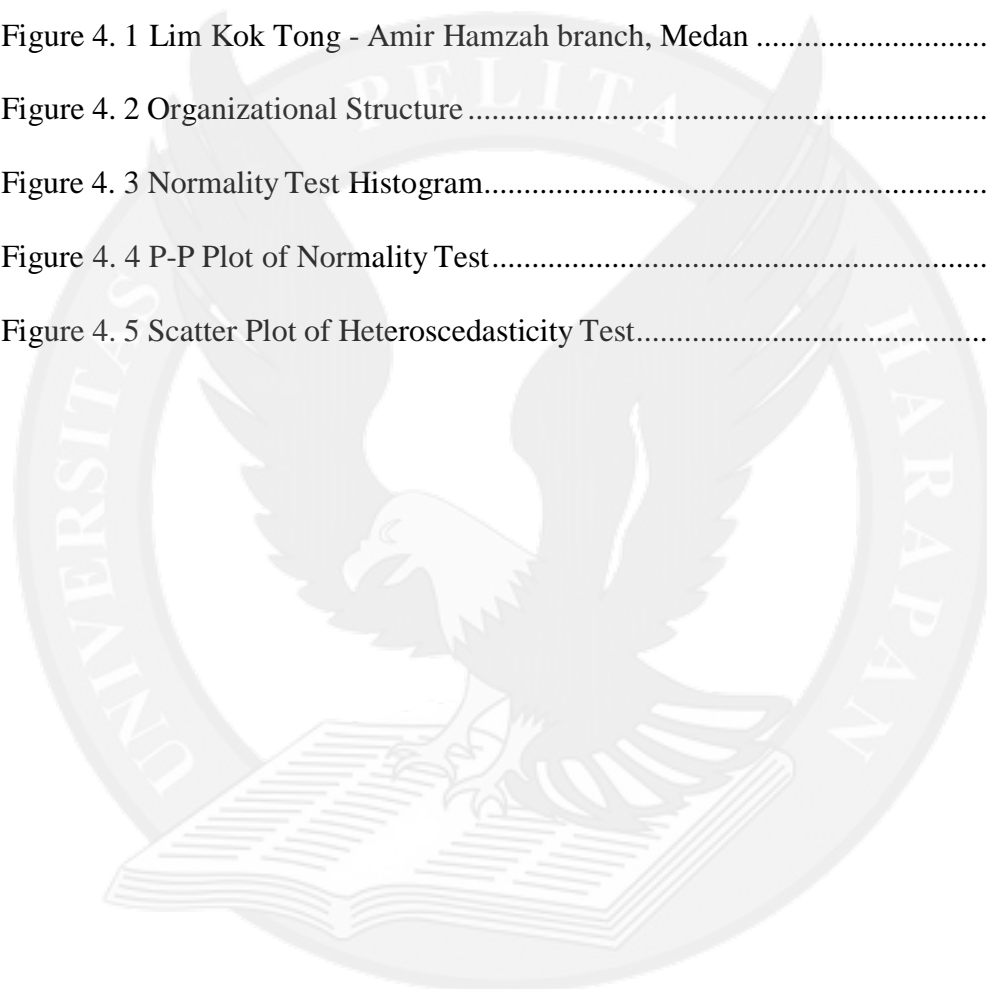 Figure 4. 1 Lim Kok Tong - Amir Hamzah branch, Medan ..............................
Figure 4. 2 Organizational Structure ....................................................................
Figure 4. 3 Normality Test Histogram..................................................................
Figure 4. 4 P-P Plot of Normality Test.................................................................
Figure 4. 5 Scatter Plot of Heteroscedasticity Test..............................................
UNIVERSITAS PELITA HARAPAN